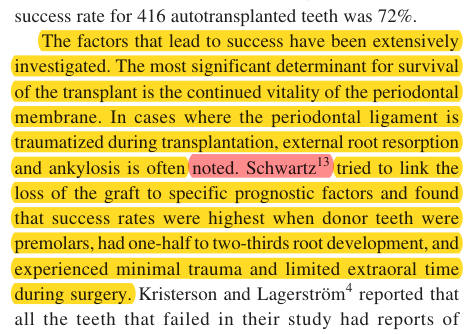 success rate for 416 autotransplanted teeth was 72%.
The factors that lead to success have been extensively
investigated. The most significant determinant for survival
of the transplant is the continued vitality of the periodontal
membrane. In cases where the periodontal ligament is
traumatized during transplantation, external root resorption
and ankylosis is often noted. Schwartz¹³ tried to link the
loss of the graft to specific prognostic factors and found
that success rates were highest when donor teeth were
premolars, had one-half to two-thirds root development, and
experienced minimal trauma and limited extraoral time
during surgery. Kristerson and Lagerström⁴ reported that
all the teeth that failed in their study had reports of